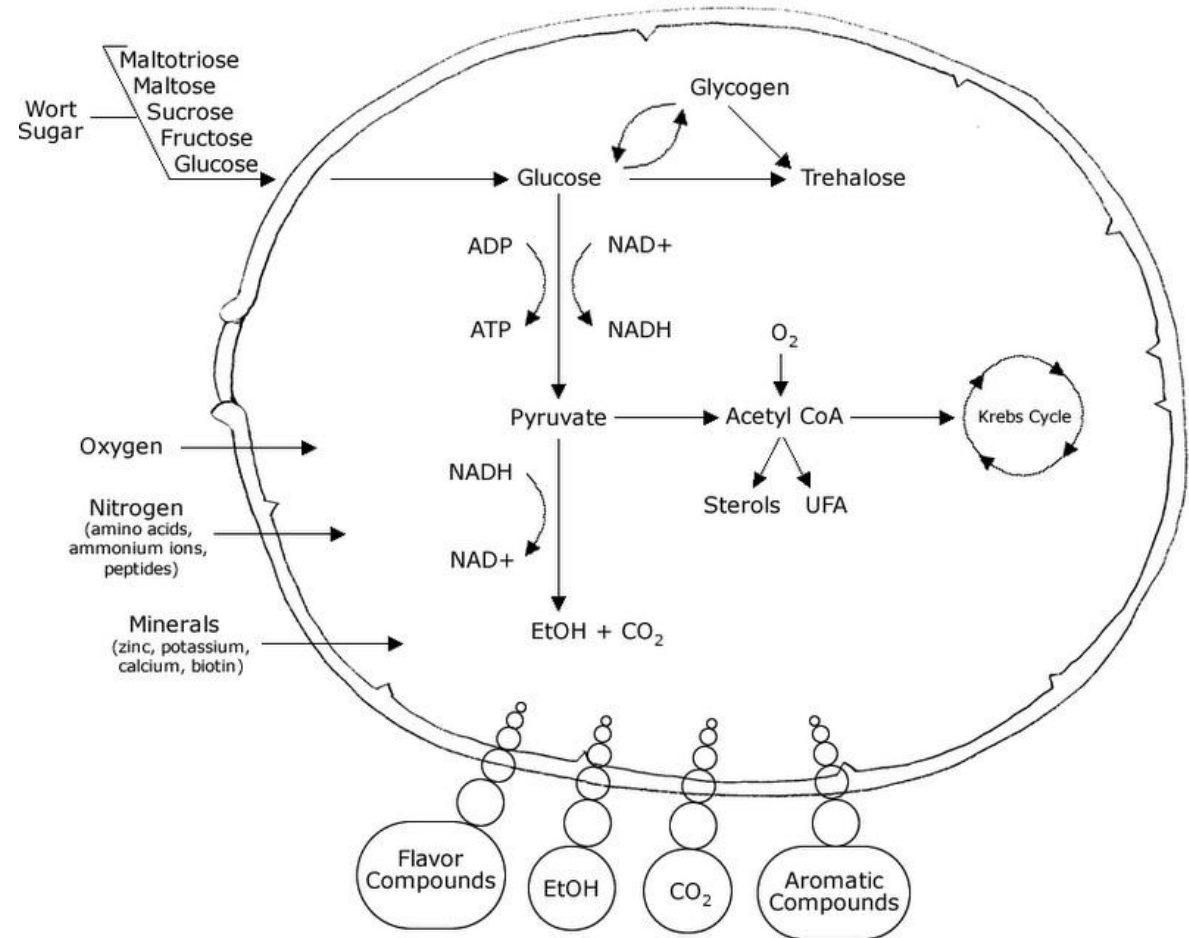 Wort
Sugar
Maltotriose
Maltose
Sucrose
Fructose
Glucose
Glycogen
Glucose
Trehalose
ADP
NAD+
ATP
NADH
O₂
Pyruvate
Acetyl CoA
Krebs Cycle
Oxygen
NADH
Sterols
UFA
Nitrogen
(amino acids,
ammonium ions,
peptides)
NAD+
Minerals
(zinc, potassium,
calcium, biotin)
EtOH + CO₂
Flavor
Compounds
EtOH
CO₂
Aromatic
Compounds